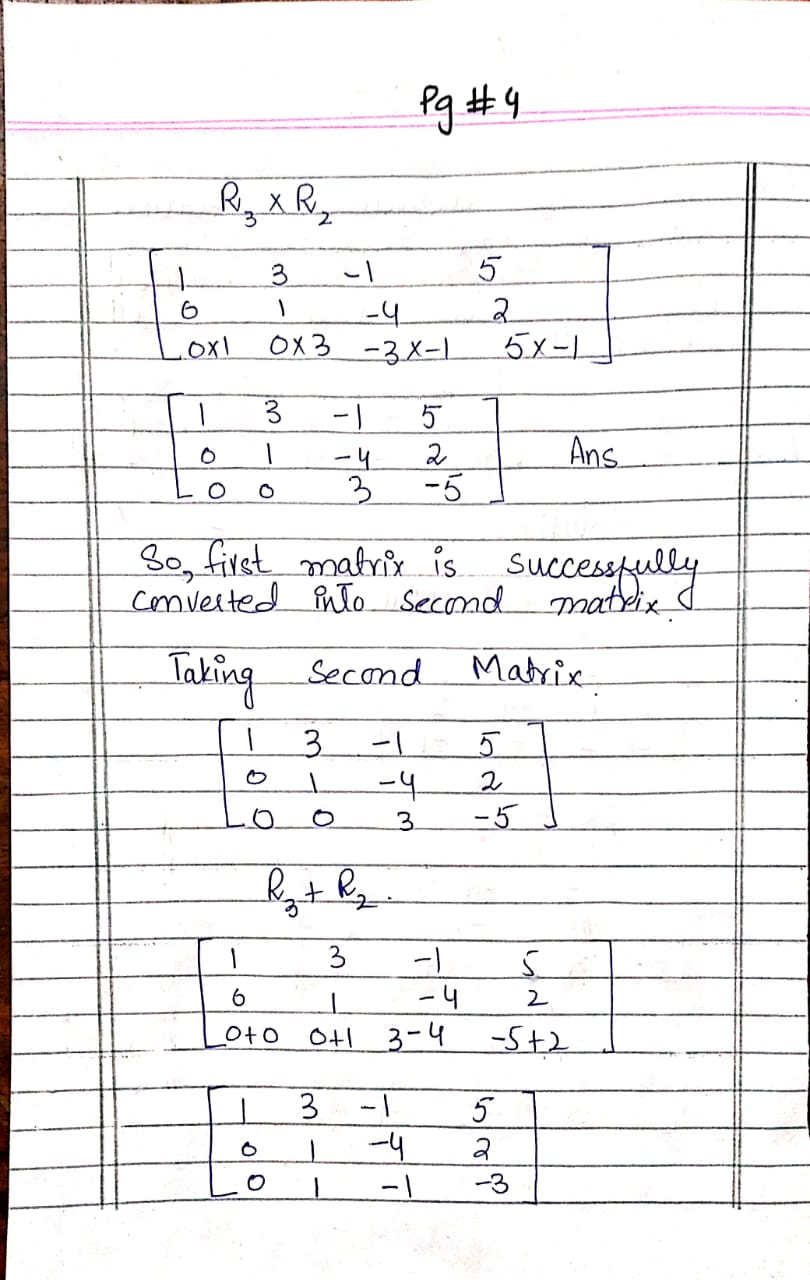 Pg # 4
R₃ x R₂
1 3 -1 5
0 1 -4 2
0x1 0x3 -3x-1 5x-1
1 3 -1 5
0 1 -4 2 Ans
0 0 3 -5
So, first matrix is successfully
converted into second matrix.
Taking Second Matrix.
1 3 -1 5
0 1 -4 2
0 0 3 -5
R₃ + R₂.
1 3 -1 5
0 1 -4 2
0+0 0+1 3-4 -5+2
1 3 -1 5
0 1 -4 2
0 1 -1 -3